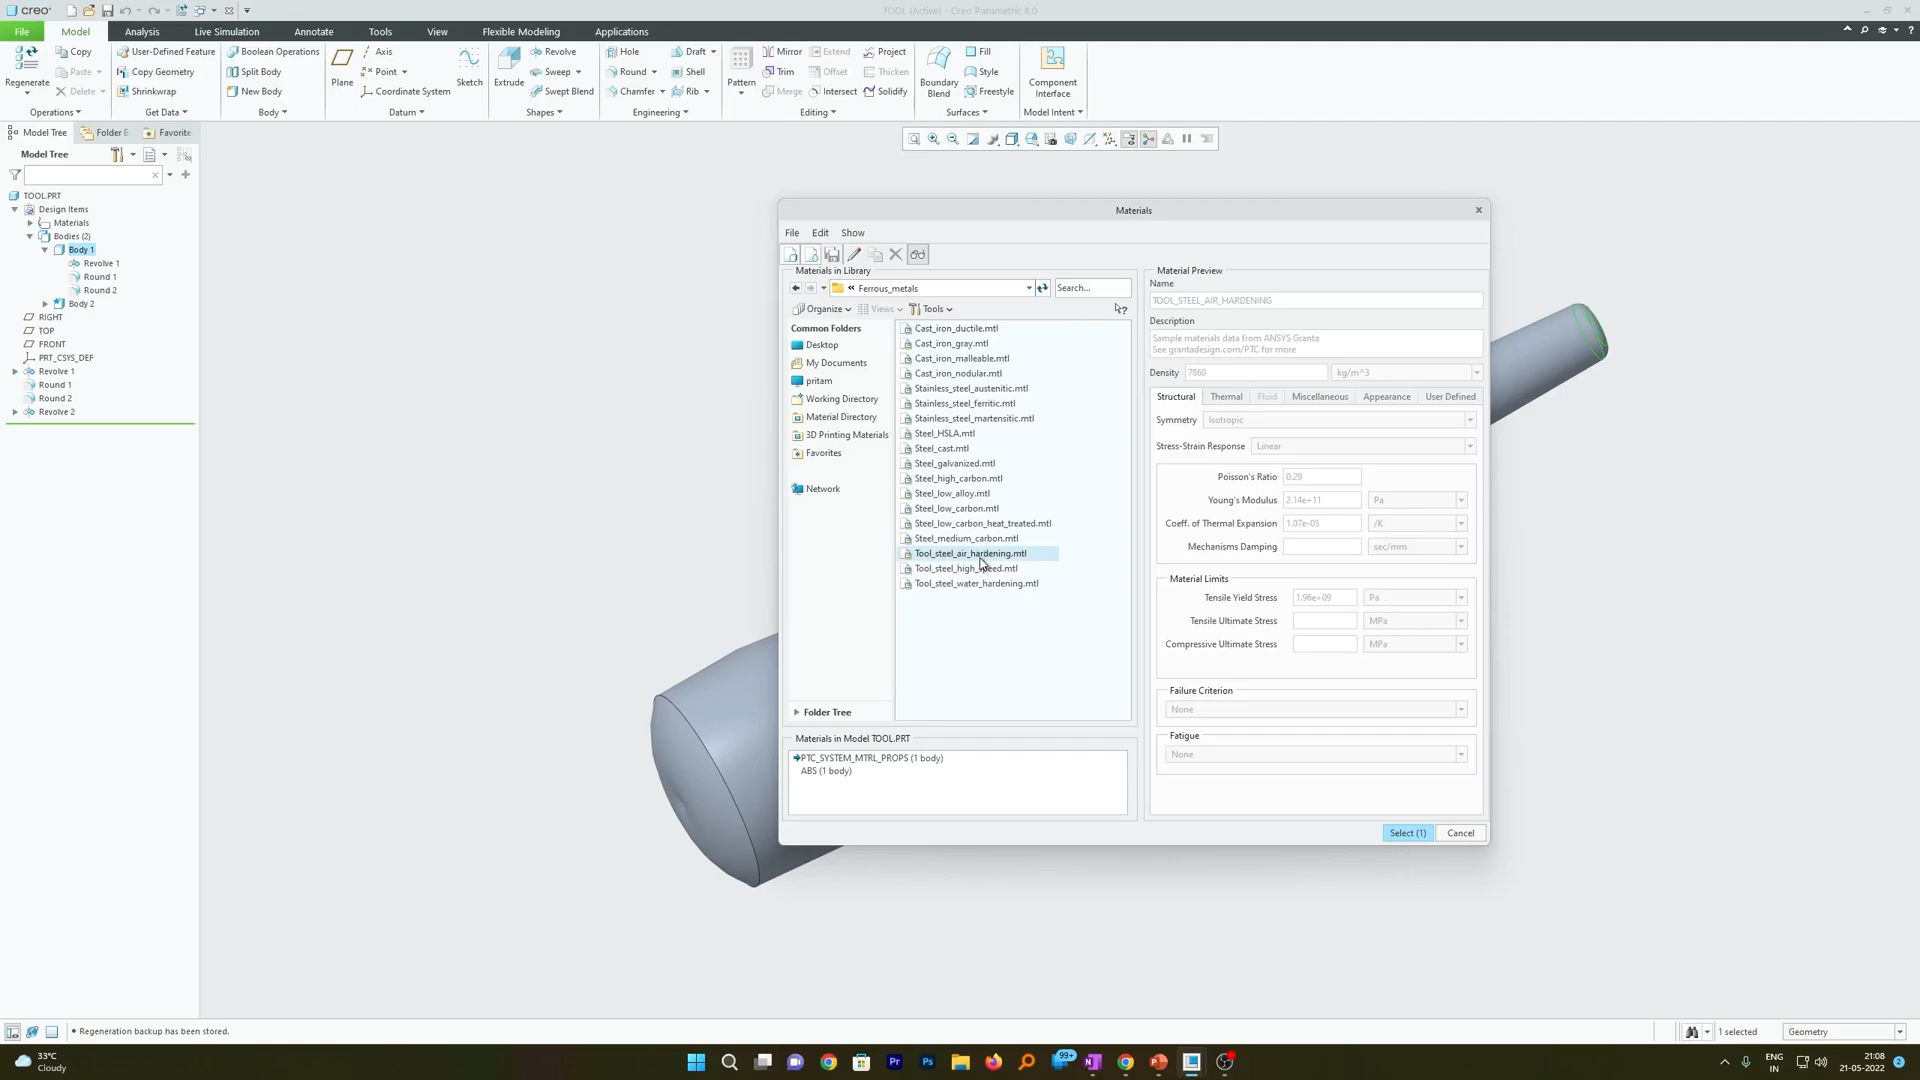 creo
TOOL (Active) - Creo Parametric 8.0
File
Model
Analysis
Live Simulation
Annotate
Tools
View
Flexible Modeling
Applications
Regenerate
Copy
Paste
Delete
Operations
User-Defined Feature
Copy Geometry
Shrinkwrap
Get Data
Boolean Operations
Split Body
New Body
Body
Plane
Axis
Point
Coordinate System
Sketch
Datum
Extrude
Revolve
Sweep
Swept Blend
Shapes
Hole
Round
Chamfer
Draft
Shell
Rib
Engineering
Pattern
Mirror
Trim
Merge
Extend
Offset
Intersect
Project
Thicken
Solidify
Editing
Boundary
Blend
Fill
Style
Freestyle
Surfaces
Component
Interface
Model Intent
Model Tree
Folder B
Favorite
Model Tree
TOOL.PRT
Design Items
Materials
Bodies (2)
Body 1
Revolve 1
Round 1
Round 2
Body 2
RIGHT
TOP
FRONT
PRT_CSYS_DEF
Revolve 1
Round 1
Round 2
Revolve 2
Materials
File
Edit
Show
Materials in Library
« Ferrous_metals
Search...
Organize
Views
Tools
Common Folders
Desktop
My Documents
pritam
Working Directory
Material Directory
3D Printing Materials
Favorites
Network
Folder Tree
Cast_iron_ductile.mtl
Cast_iron_gray.mtl
Cast_iron_malleable.mtl
Cast_iron_nodular.mtl
Stainless_steel_austenitic.mtl
Stainless_steel_ferritic.mtl
Stainless_steel_martensitic.mtl
Steel_HSLA.mtl
Steel_cast.mtl
Steel_galvanized.mtl
Steel_high_carbon.mtl
Steel_low_alloy.mtl
Steel_low_carbon.mtl
Steel_low_carbon_heat_treated.mtl
Steel_medium_carbon.mtl
Tool_steel_air_hardening.mtl
Tool_steel_high_speed.mtl
Tool_steel_water_hardening.mtl
Materials in Model TOOL.PRT
PTC_SYSTEM_MTRL_PROPS (1 body)
ABS (1 body)
Material Preview
Name
TOOL_STEEL_AIR_HARDENING
Description
Sample materials data from ANSYS Granta
See grantadesign.com/PTC for more
Density 7860 kg/m^3
Structural
Thermal
Fluid
Miscellaneous
Appearance
User Defined
Symmetry Isotropic
Stress-Strain Response Linear
Poisson's Ratio 0.29
Young's Modulus 2.14e+11 Pa
Coeff. of Thermal Expansion 1.07e-05 /K
Mechanisms Damping sec/mm
Material Limits
Tensile Yield Stress 1.96e+09 Pa
Tensile Ultimate Stress MPa
Compressive Ultimate Stress MPa
Failure Criterion
None
Fatigue
None
Select (1)
Cancel
• Regeneration backup has been stored.
1 selected
Geometry
33°C
Cloudy
99+
ENG
IN
21:08
21-05-2022
2